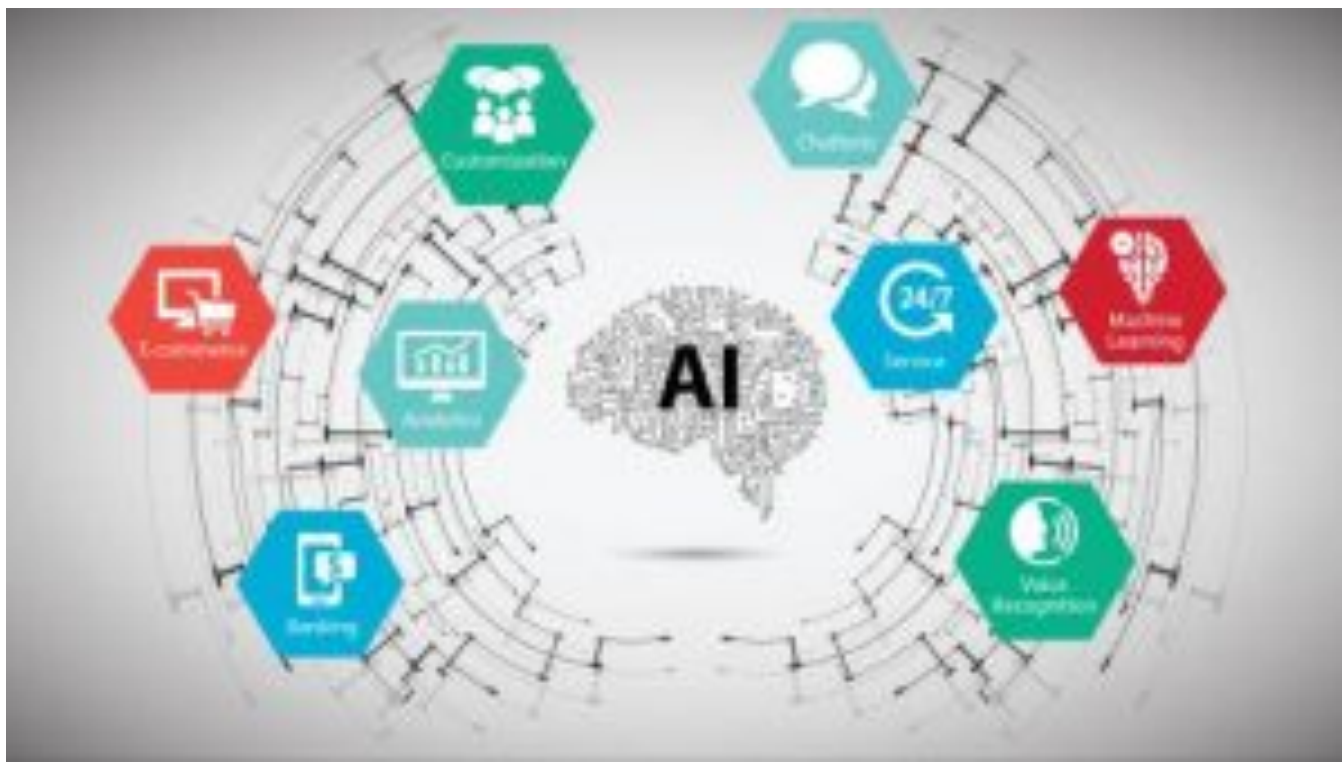 Customization
Chatbots
E-commerce
Analytics
AI
24/7
Service
Machine
Learning
$
Banking
Voice
Recognition